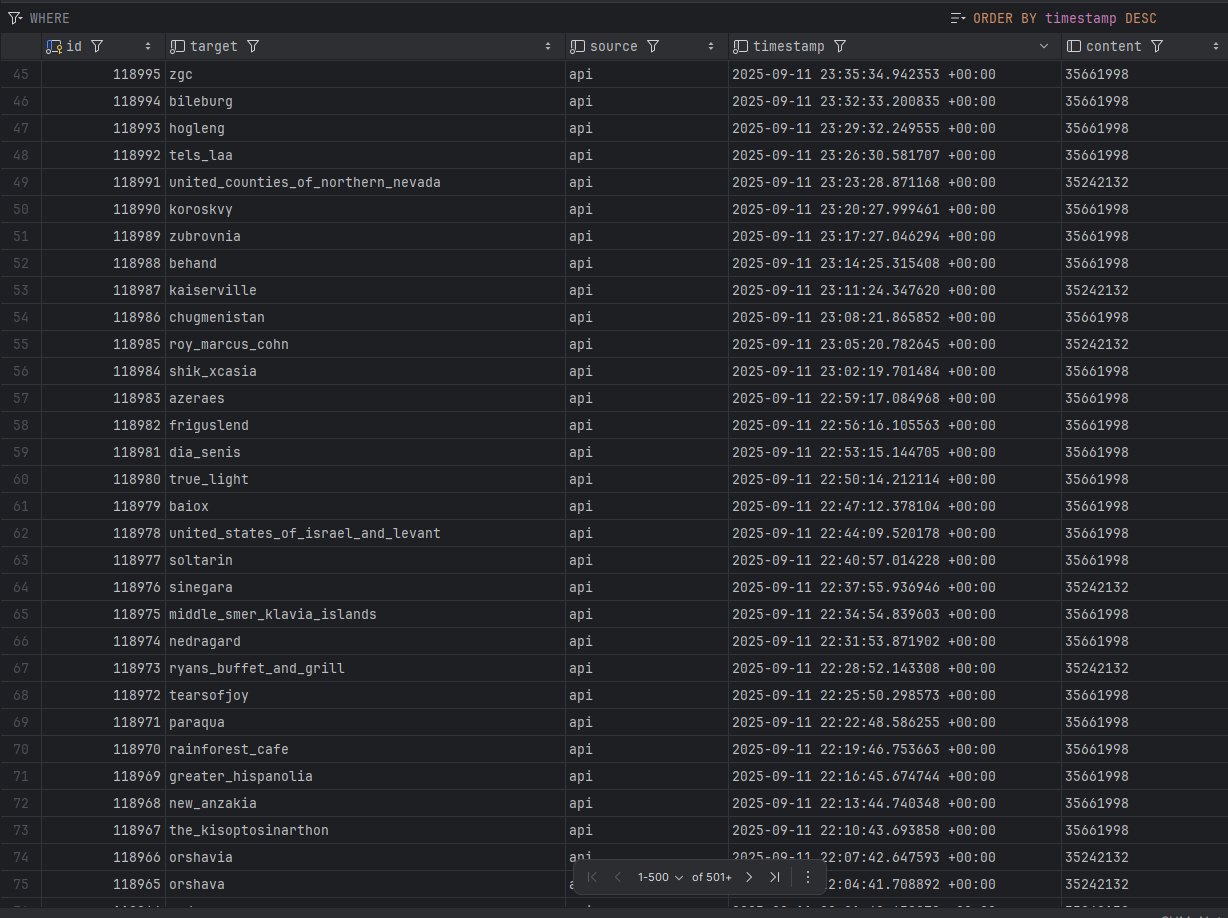 WHERE ORDER BY timestamp DESC
id target source timestamp content
45 118995 zgc api 2025-09-11 23:35:34.942353 +00:00 35661998
46 118994 bileburg api 2025-09-11 23:32:33.200835 +00:00 35661998
47 118993 hogleng api 2025-09-11 23:29:32.249555 +00:00 35661998
48 118992 tels_laa api 2025-09-11 23:26:30.581707 +00:00 35661998
49 118991 united_counties_of_northern_nevada api 2025-09-11 23:23:28.871168 +00:00 35242132
50 118990 koroskvy api 2025-09-11 23:20:27.999461 +00:00 35661998
51 118989 zubrovnia api 2025-09-11 23:17:27.046294 +00:00 35661998
52 118988 behand api 2025-09-11 23:14:25.315408 +00:00 35661998
53 118987 kaiserville api 2025-09-11 23:11:24.347620 +00:00 35242132
54 118986 chugmenistan api 2025-09-11 23:08:21.865852 +00:00 35661998
55 118985 roy_marcus_cohn api 2025-09-11 23:05:20.782645 +00:00 35242132
56 118984 shik_xcasia api 2025-09-11 23:02:19.701484 +00:00 35661998
57 118983 azeraes api 2025-09-11 22:59:17.084968 +00:00 35661998
58 118982 friguslend api 2025-09-11 22:56:16.105563 +00:00 35661998
59 118981 dia_senis api 2025-09-11 22:53:15.144705 +00:00 35661998
60 118980 true_light api 2025-09-11 22:50:14.212114 +00:00 35661998
61 118979 baiox api 2025-09-11 22:47:12.378104 +00:00 35661998
62 118978 united_states_of_israel_and_levant api 2025-09-11 22:44:09.520178 +00:00 35661998
63 118977 soltarin api 2025-09-11 22:40:57.014228 +00:00 35661998
64 118976 sinegara api 2025-09-11 22:37:55.936946 +00:00 35242132
65 118975 middle_smer_klavia_islands api 2025-09-11 22:34:54.839603 +00:00 35661998
66 118974 nedragard api 2025-09-11 22:31:53.871902 +00:00 35661998
67 118973 ryans_buffet_and_grill api 2025-09-11 22:28:52.143308 +00:00 35242132
68 118972 tearsofjoy api 2025-09-11 22:25:50.298573 +00:00 35661998
69 118971 paraqua api 2025-09-11 22:22:48.586255 +00:00 35661998
70 118970 rainforest_cafe api 2025-09-11 22:19:46.753663 +00:00 35661998
71 118969 greater_hispanolia api 2025-09-11 22:16:45.674744 +00:00 35661998
72 118968 new_anzakia api 2025-09-11 22:13:44.740348 +00:00 35661998
73 118967 the_kisoptosinarthon api 2025-09-11 22:10:43.693858 +00:00 35661998
74 118966 orshavia api 2025-09-11 22:07:42.647593 +00:00 35242132
75 118965 orshava 2:04:41.708892 +00:00 35242132
1-500 of 501+